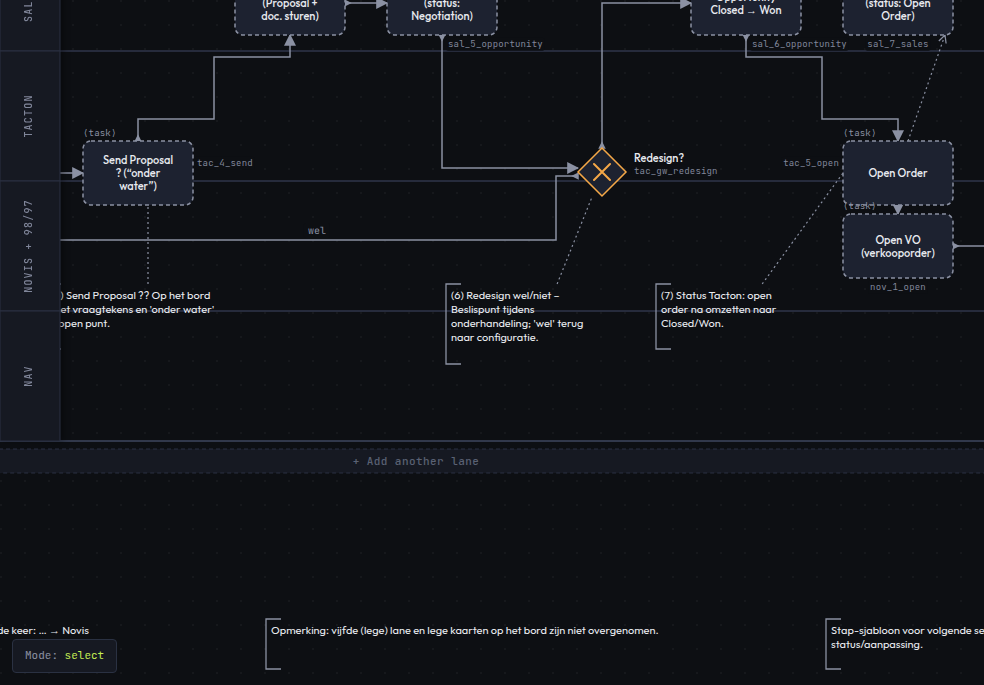 SAL
(Proposal +
doc. sturen)
(status:
Negotiation)
Opportunity
Closed → Won
(status: Open
Order)
sal_5_opportunity
sal_6_opportunity
sal_7_sales
TACTON
(task)
Send Proposal
? (“onder
water”)
tac_4_send
Redesign?
tac_gw_redesign
(task)
tac_5_open
Open Order
NOVIS + 98/97
(task)
Open VO
(verkooporder)
nov_1_open
wel
) Send Proposal ?? Op het bord
et vraagtekens en 'onder water'
open punt.
(6) Redesign wel/niet –
Beslispunt tijdens
onderhandeling; 'wel' terug
naar configuratie.
(7) Status Tacton: open
order na omzetten naar
Closed/Won.
NAV
+ Add another lane
de keer: ... → Novis
Mode: select
Opmerking: vijfde (lege) lane en lege kaarten op het bord zijn niet overgenomen.
Stap-sjabloon voor volgende se
status/aanpassing.